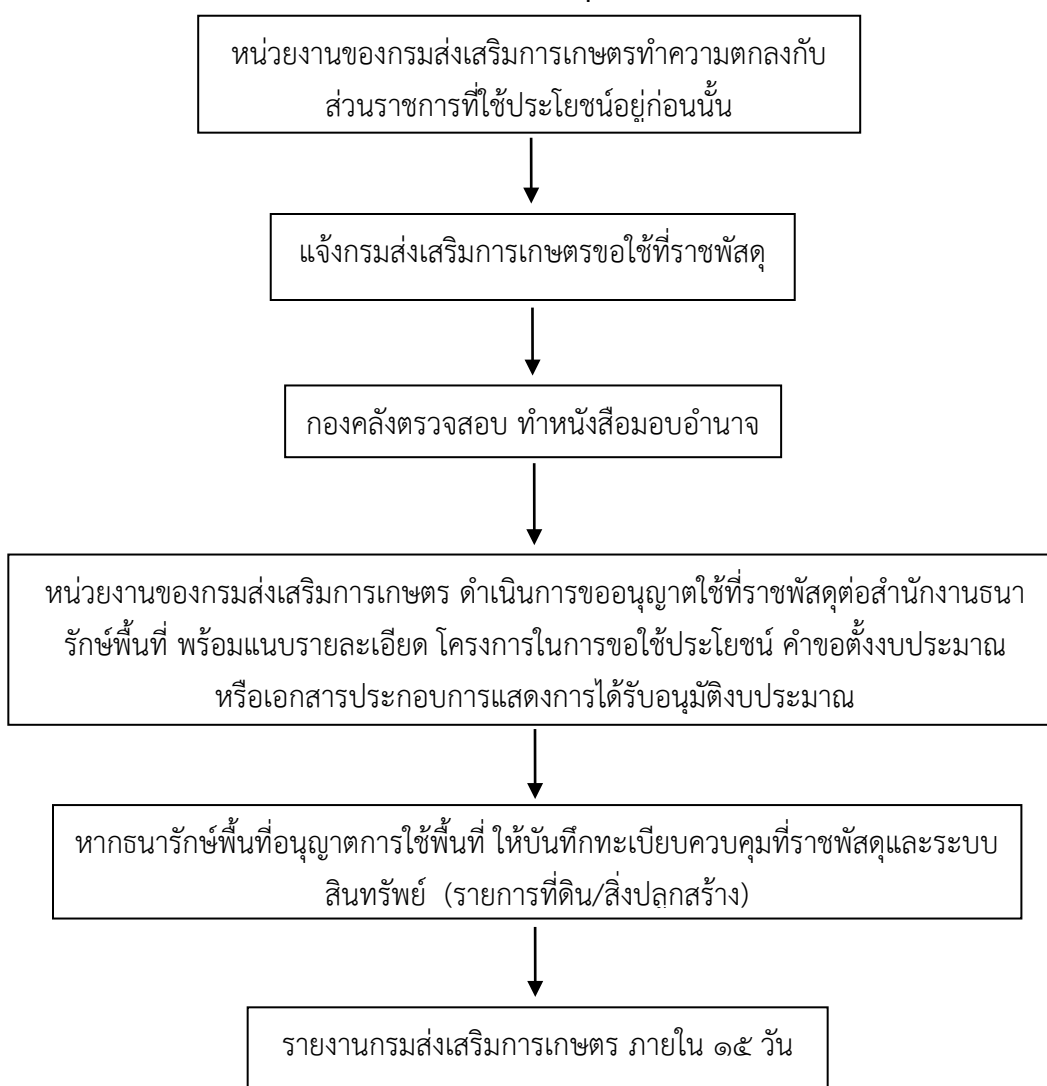 หน่วยงานของกรมส่งเสริมการเกษตรทำความตกลงกับ
ส่วนราชการที่ใช้ประโยชน์อยู่ก่อนนั้น
แจ้งกรมส่งเสริมการเกษตรขอใช้ที่ราชพัสดุ
กองคลังตรวจสอบ ทำหนังสือมอบอำนาจ
หน่วยงานของกรมส่งเสริมการเกษตร ดำเนินการขออนุญาตใช้ที่ราชพัสดุต่อสำนักงานธนา
รักษ์พื้นที่ พร้อมแนบรายละเอียด โครงการในการขอใช้ประโยชน์ คำขอตั้งงบประมาณ
หรือเอกสารประกอบการแสดงการได้รับอนุมัติงบประมาณ
หากธนารักษ์พื้นที่อนุญาตการใช้พื้นที่ ให้บันทึกทะเบียบควบคุมที่ราชพัสดุและระบบ
สินทรัพย์ (รายการที่ดิน/สิ่งปลูกสร้าง)
รายงานกรมส่งเสริมการเกษตร ภายใน ๑๕ วัน